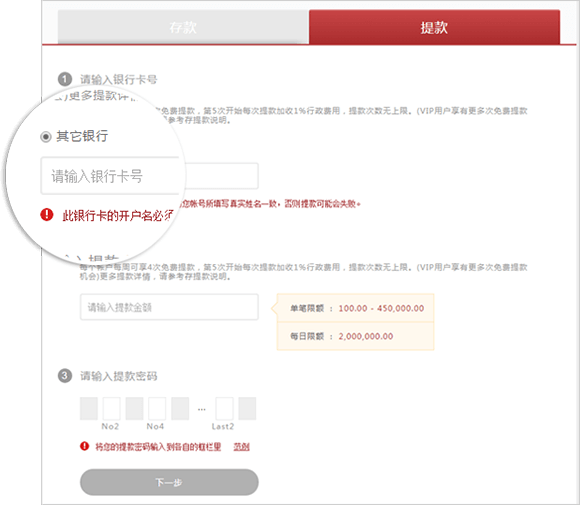 存款
提款
1 请输入银行卡号
)更多提款详情
次免费提款，第5次开始每次提款加收1%行政费用，提款次数无上限。(VIP用户享有更多次免费提款
参考存提款说明。
其它银行
请输入银行卡号
此银行卡的开户名必须
您帐号所填写真实姓名一致，否则提款可能会失败。
入提款
每个帐户每周可享4次免费提款，第5次开始每次提款加收1%行政费用，提款次数无上限。(VIP用户享有更多次免费提款
机会)更多提款详情，请参考存提款说明。
请输入提款金额
单笔限额 ： 100.00 - 450,000.00
每日限额 ： 2,000,000.00
3 请输入提款密码
...
No2 No4 Last2
将您的提款密码输入到各自的框栏里 范例
下一步